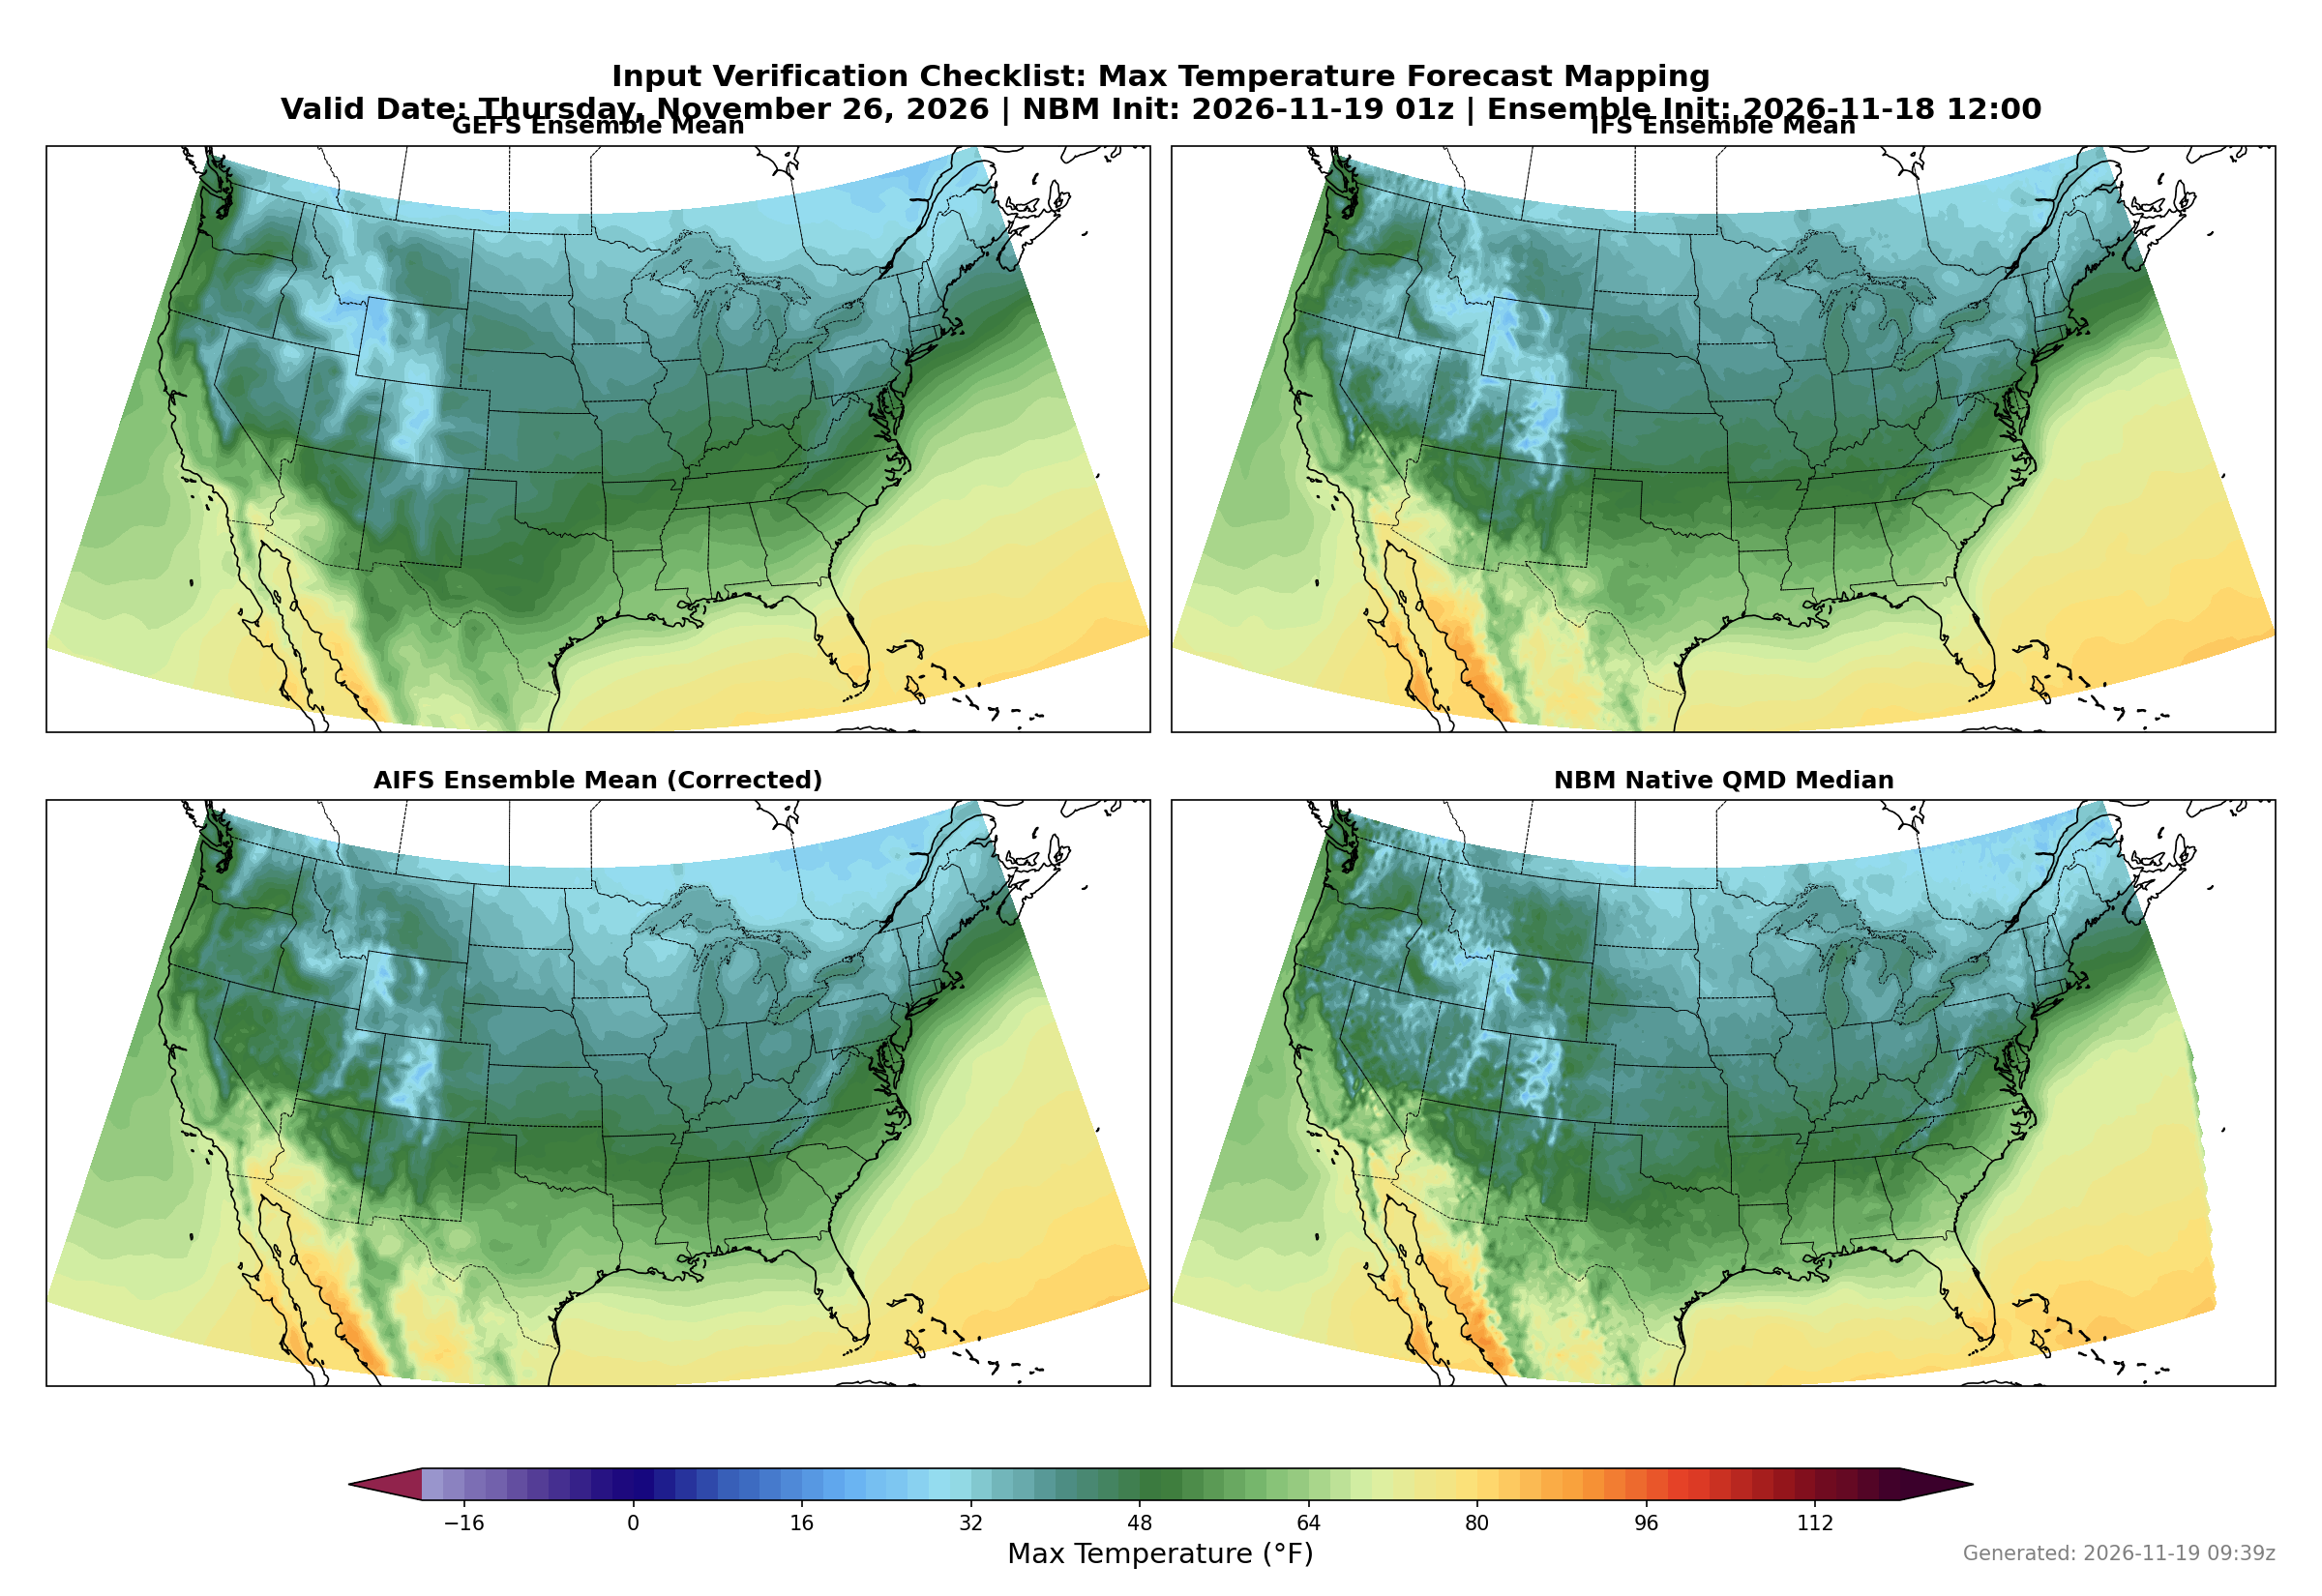 Input Verification Checklist: Max Temperature Forecast Mapping
Valid Date: Thursday, November 26, 2026 | NBM Init: 2026-11-19 01z | Ensemble Init: 2026-11-18 12:00
GEFS Ensemble Mean
IFS Ensemble Mean
AIFS Ensemble Mean (Corrected)
NBM Native QMD Median
−16 0 16 32 48 64 80 96 112
Max Temperature (°F)
Generated: 2026-11-19 09:39z